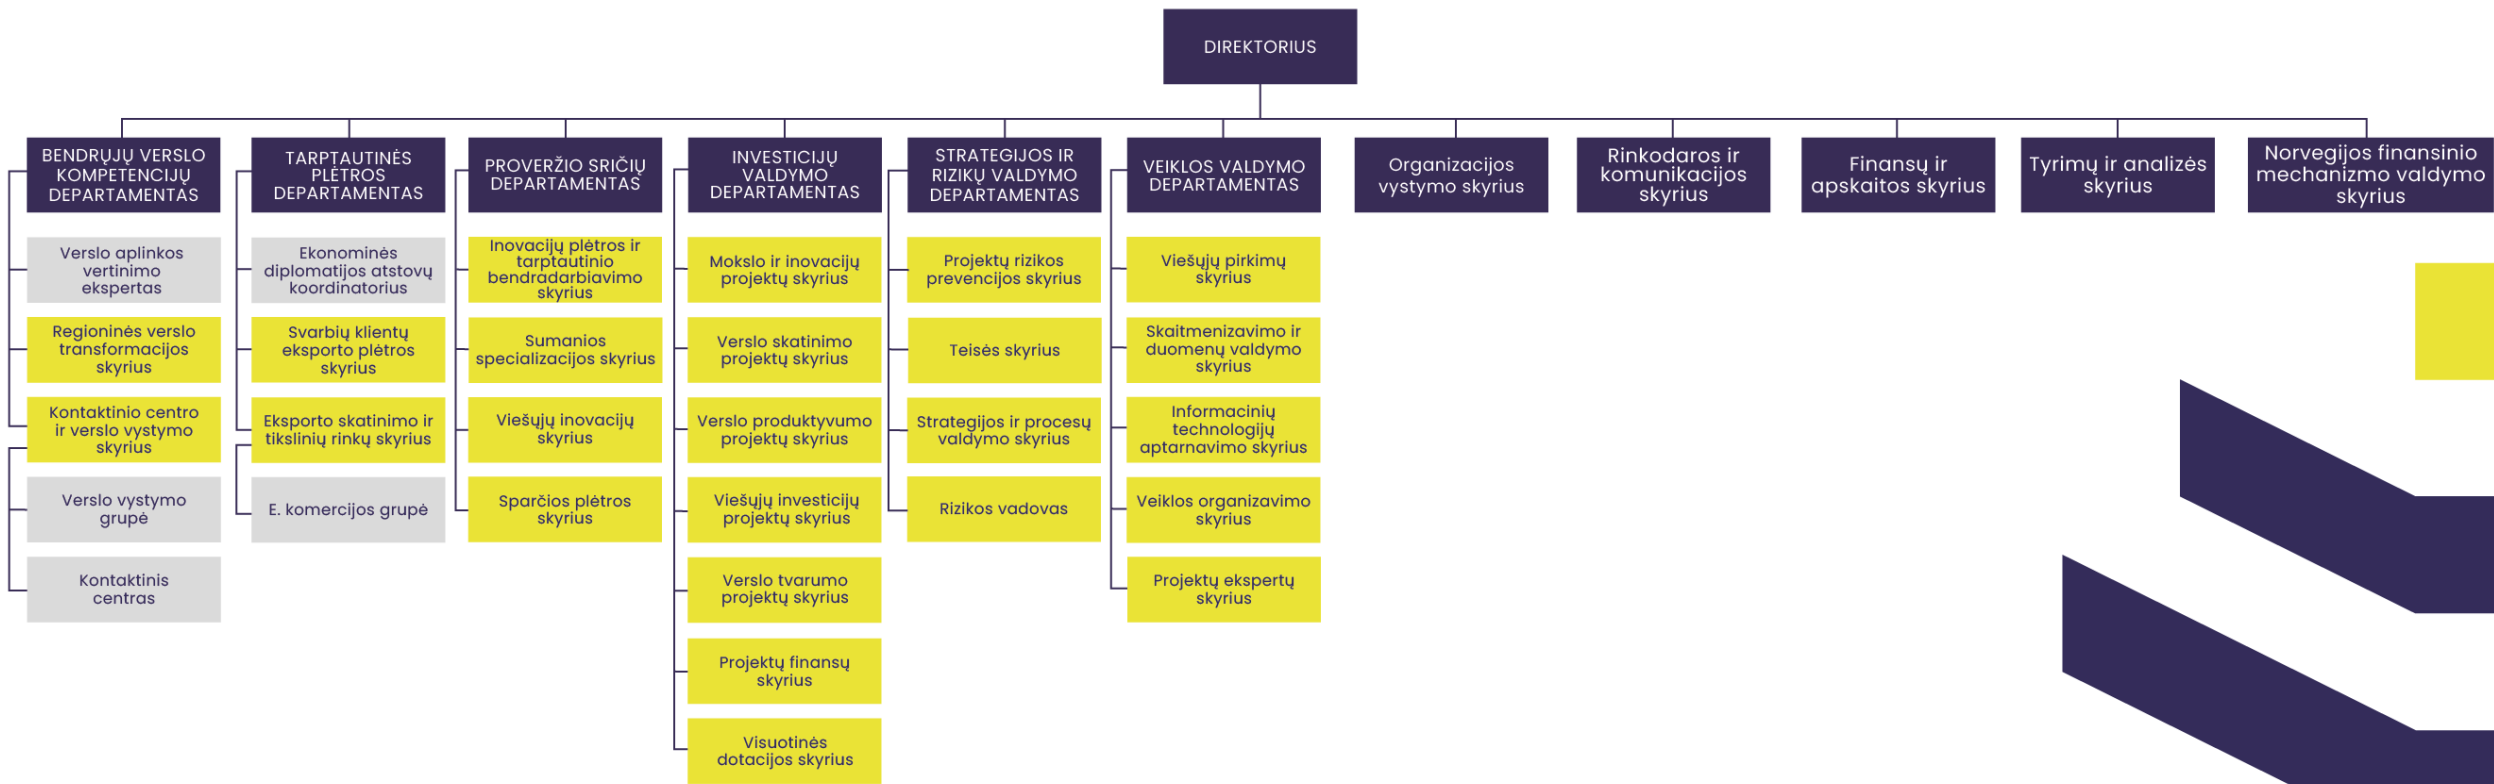 DIREKTORIUS
BENDRŲJŲ VERSLO
KOMPETENCIJŲ
DEPARTAMENTAS
TARPTAUTINĖS
PLĖTROS
DEPARTAMENTAS
PROVERŽIO SRIČIŲ
DEPARTAMENTAS
INVESTICIJŲ
VALDYMO
DEPARTAMENTAS
STRATEGIJOS IR
RIZIKŲ VALDYMO
DEPARTAMENTAS
VEIKLOS VALDYMO
DEPARTAMENTAS
Organizacijos
vystymo skyrius
Rinkodaros ir
komunikacijos
skyrius
Finansų ir
apskaitos skyrius
Tyrimų ir analizės
skyrius
Norvegijos finansinio
mechanizmo valdymo
skyrius
Verslo aplinkos
vertinimo
ekspertas
Regioninės verslo
transformacijos
skyrius
Kontaktinio centro
ir verslo vystymo
skyrius
Verslo vystymo
grupė
Kontaktinis
centras
Ekonominės
diplomatijos atstovų
koordinatorius
Svarbių klientų
eksporto plėtros
skyrius
Eksporto skatinimo ir
tikslinių rinkų skyrius
E. komercijos grupė
Inovacijų plėtros ir
tarptautinio
bendradarbiavimo
skyrius
Sumanios
specializacijos skyrius
Viešųjų inovacijų
skyrius
Sparčios plėtros
skyrius
Mokslo ir inovacijų
projektų skyrius
Verslo skatinimo
projektų skyrius
Verslo produktyvumo
projektų skyrius
Viešųjų investicijų
projektų skyrius
Verslo tvarumo
projektų skyrius
Projektų finansų
skyrius
Visuotinės
dotacijos skyrius
Projektų rizikos
prevencijos skyrius
Teisės skyrius
Strategijos ir procesų
valdymo skyrius
Rizikos vadovas
Viešųjų pirkimų
skyrius
Skaitmenizavimo ir
duomenų valdymo
skyrius
Informacinių
technologijų
aptarnavimo skyrius
Veiklos organizavimo
skyrius
Projektų ekspertų
skyrius